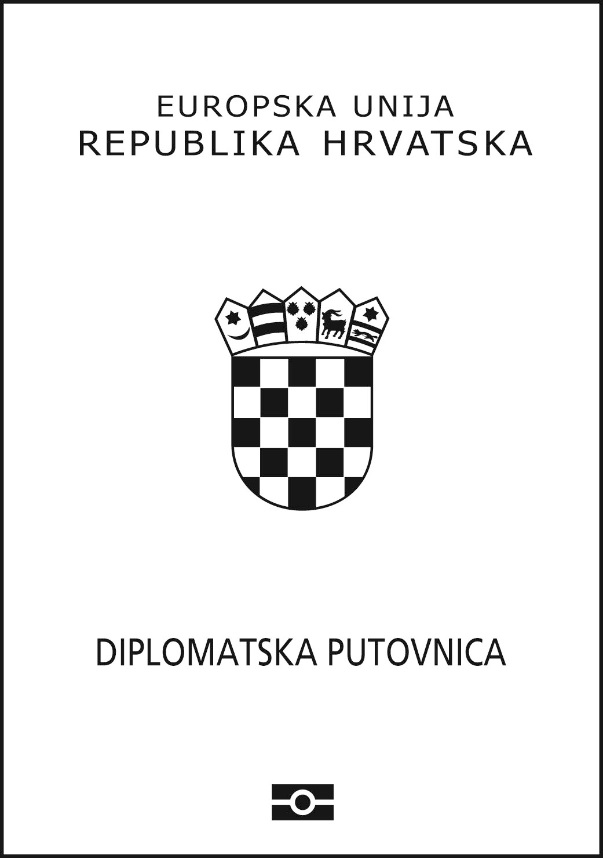 EUROPSKA UNIJA
REPUBLIKA HRVATSKA
DIPLOMATSKA PUTOVNICA